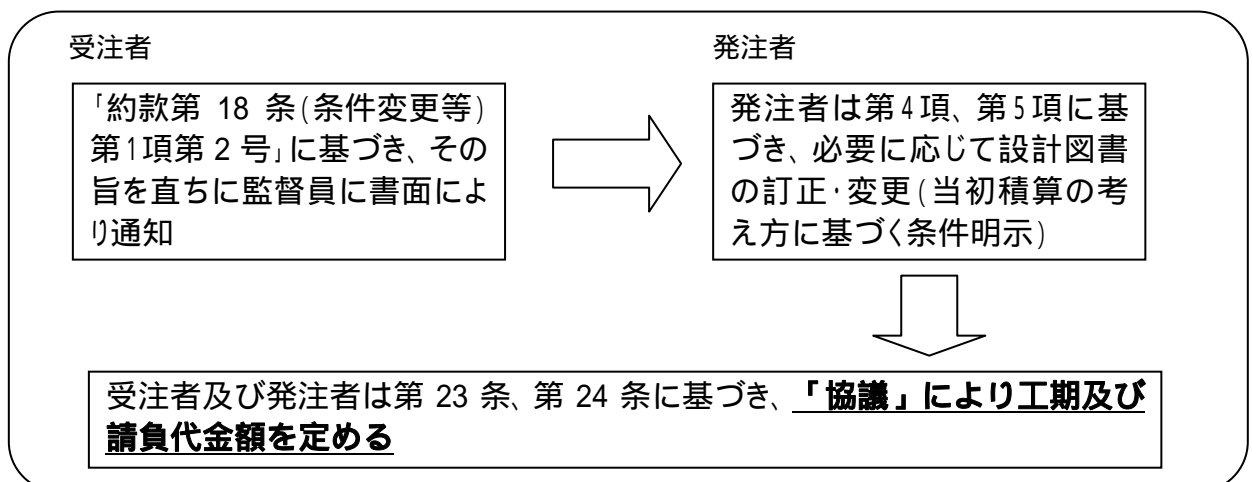 受注者
発注者
「約款第 18 条(条件変更等)
第1項第 2 号」に基づき、その
旨を直ちに監督員に書面によ
り通知
発注者は第4項、第5項に基
づき、必要に応じて設計図書
の訂正・変更(当初積算の考
え方に基づく条件明示)
受注者及び発注者は第 23 条、第 24 条に基づき、「協議」により工期及び
請負代金額を定める